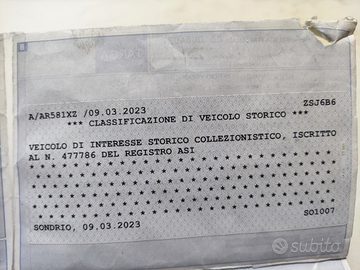 A/AR581XZ /09.03.2023 ZSJ6B6
*** CLASSIFICAZIONE DI VEICOLO STORICO ***
VEICOLO DI INTERESSE STORICO COLLEZIONISTICO, ISCRITTO
AL N. 477786 DEL REGISTRO ASI
SO1007
SONDRIO, 09.03.2023
subito